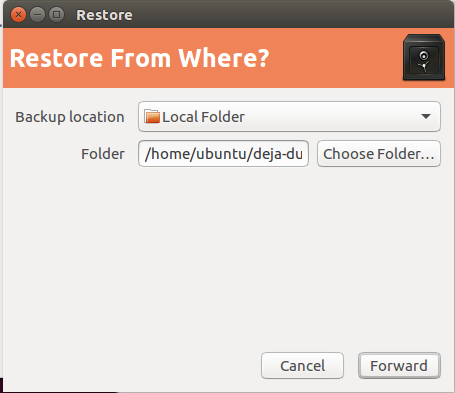 Restore
Restore From Where?
Backup location Local Folder
Folder /home/ubuntu/deja-du Choose Folder...
Cancel Forward